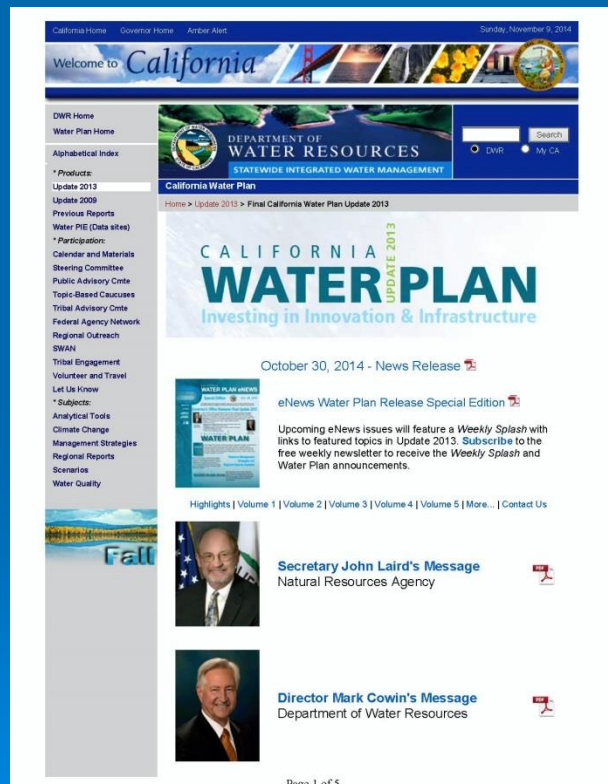 California Home Governor Home Amber Alert Sunday, November 9, 2014
Welcome to California
DWR Home
Water Plan Home
Alphabetical Index
* Products:
Update 2013
Update 2009
Previous Reports
Water PIE (Data sites)
* Participation:
Calendar and Materials
Steering Committee
Public Advisory Cmte
Topic-Based Caucuses
Tribal Advisory Cmte
Federal Agency Network
Regional Outreach
SWAN
Tribal Engagement
Volunteer and Travel
Let Us Know
* Subjects:
Analytical Tools
Climate Change
Management Strategies
Regional Reports
Scenarios
Water Quality
Fall
DEPARTMENT OF
WATER RESOURCES
STATEWIDE INTEGRATED WATER MANAGEMENT
Search
DWR My CA
California Water Plan
Home > Update 2013 > Final California Water Plan Update 2013
CALIFORNIA
WATER PLAN
UPDATE 2013
Investing in Innovation & Infrastructure
October 30, 2014 - News Release
WATER PLAN eNEWS
WATER PLAN
eNews Water Plan Release Special Edition
Upcoming eNews issues will feature a Weekly Splash with
links to featured topics in Update 2013. Subscribe to the
free weekly newsletter to receive the Weekly Splash and
Water Plan announcements.
Highlights | Volume 1 | Volume 2 | Volume 3 | Volume 4 | Volume 5 | More... | Contact Us
Secretary John Laird's Message
Natural Resources Agency
Director Mark Cowin's Message
Department of Water Resources
Page 1 of 5